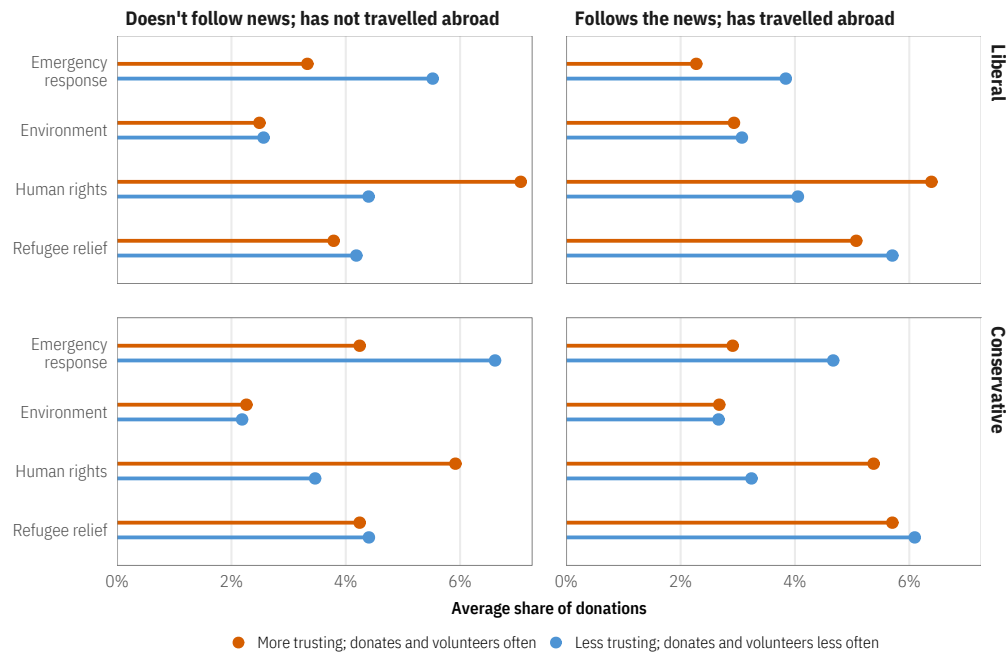 Doesn't follow news; has not travelled abroad
Follows the news; has travelled abroad
Emergency
response
Environment
Human rights
Refugee relief
Liberal
Emergency
response
Environment
Human rights
Refugee relief
Conservative
0%
2%
4%
6%
0%
2%
4%
6%
Average share of donations
More trusting; donates and volunteers often
Less trusting; donates and volunteers less often